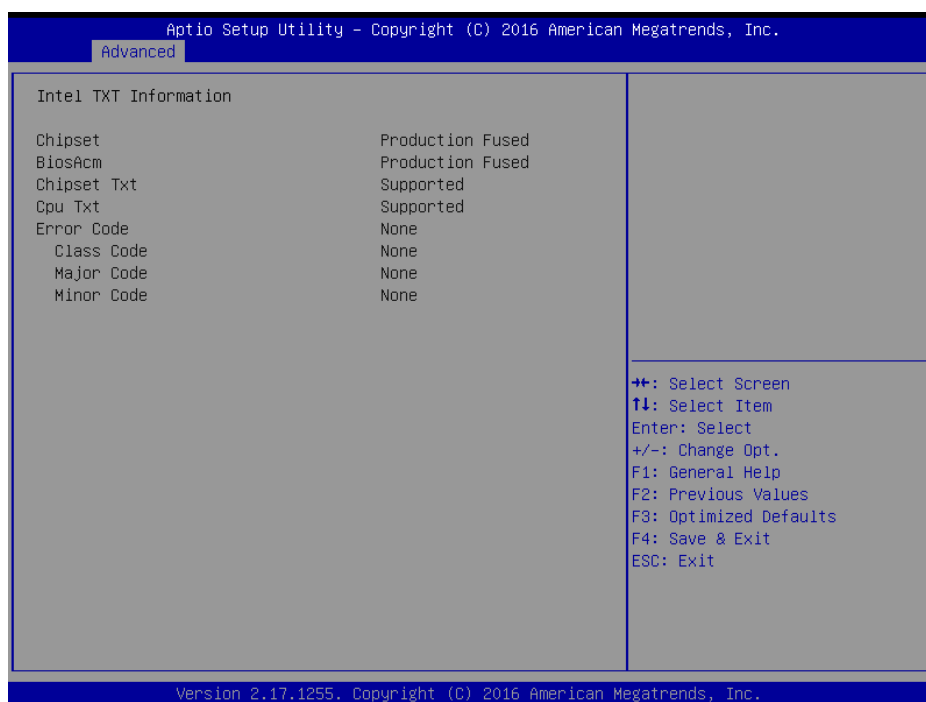 Aptio Setup Utility – Copyright (C) 2016 American Megatrends, Inc.
Advanced
Intel TXT Information
Chipset Production Fused
BiosAcm Production Fused
Chipset Txt Supported
Cpu Txt Supported
Error Code None
Class Code None
Major Code None
Minor Code None
→←: Select Screen
↑↓: Select Item
Enter: Select
+/-: Change Opt.
F1: General Help
F2: Previous Values
F3: Optimized Defaults
F4: Save & Exit
ESC: Exit
Version 2.17.1255. Copyright (C) 2016 American Megatrends, Inc.